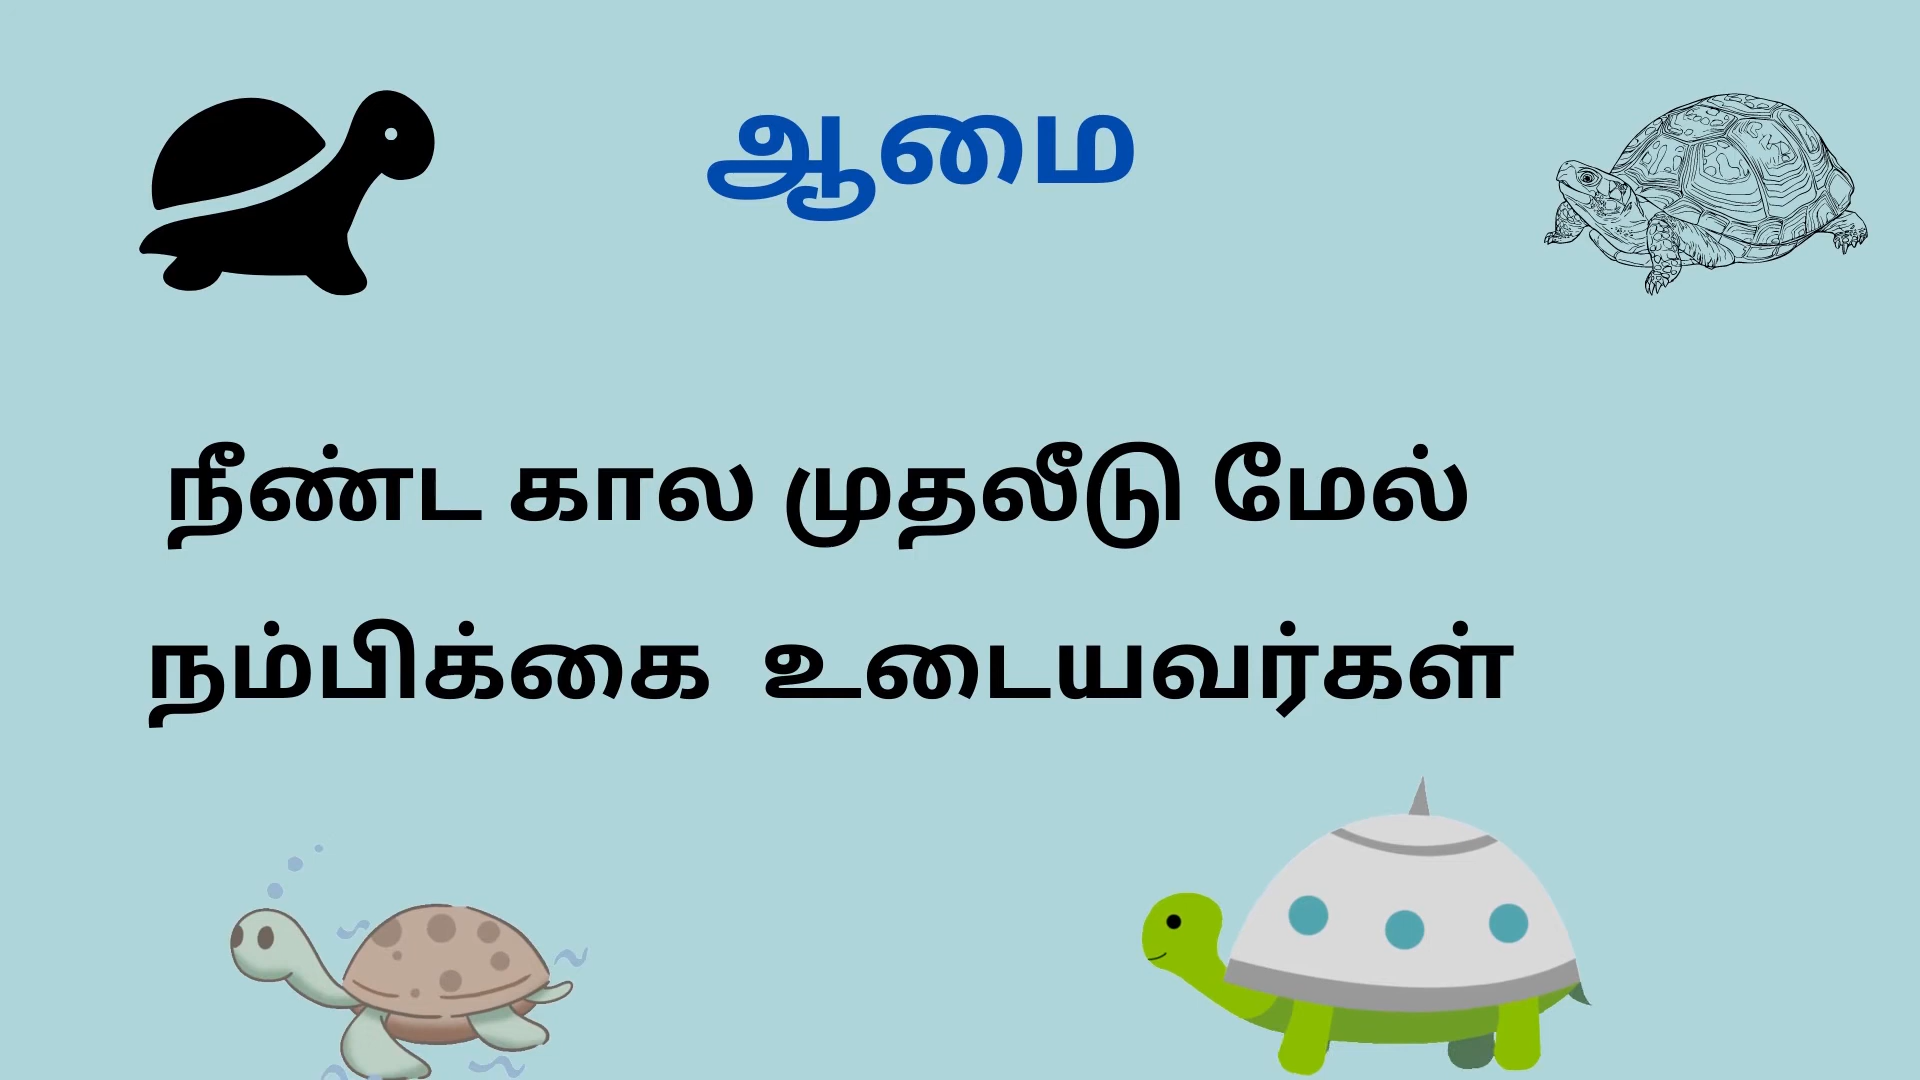 ஆமை
நீண்ட கால முதலீடு மேல்
நம்பிக்கை உடையவர்கள்